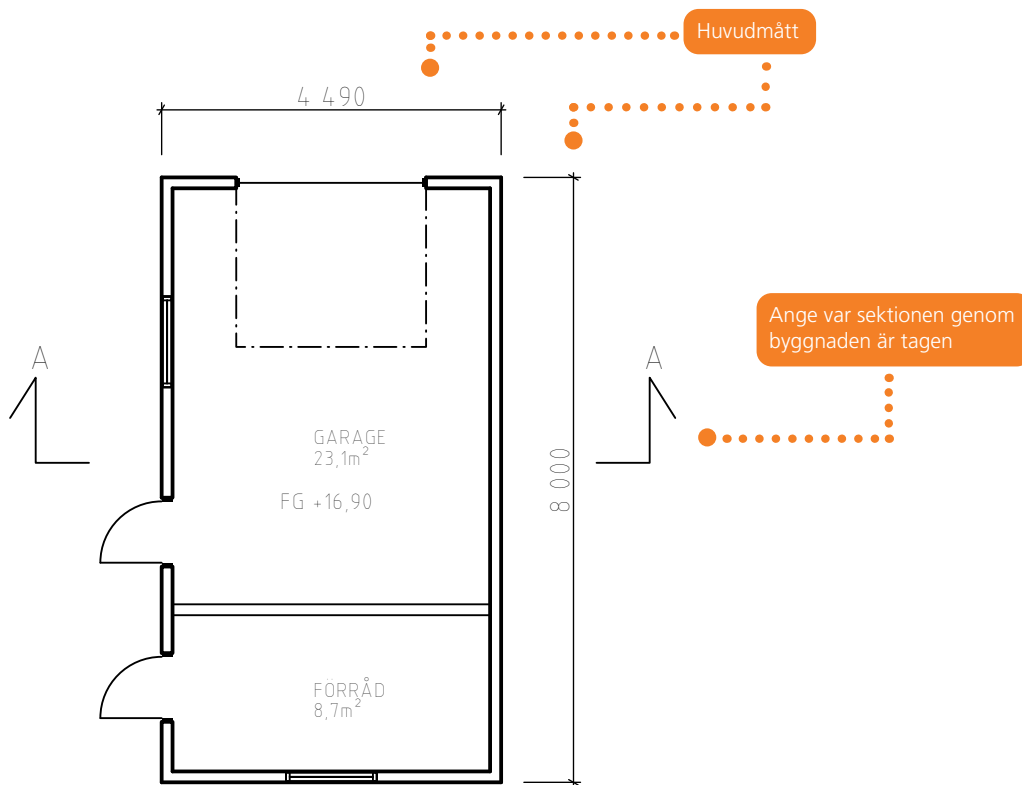 Huvudmått
4 490
Ange var sektionen genom
byggnaden är tagen
A
A
GARAGE
23,1m²
FG +16,90
8 000
FÖRRÅD
8,7m²